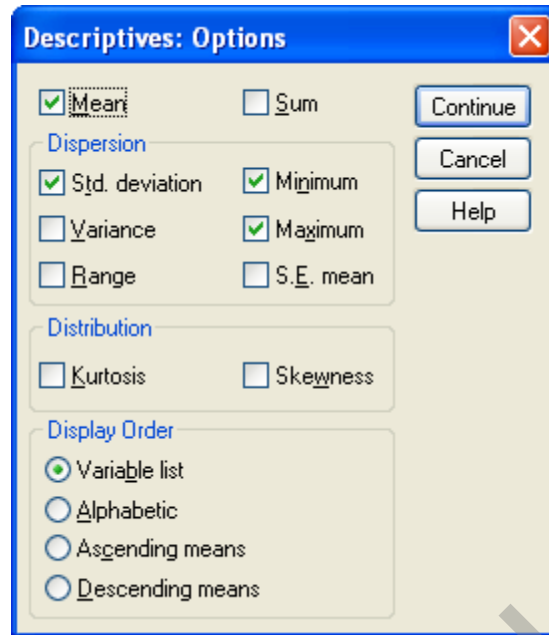 Descriptives: Options
Mean Sum
Continue
Dispersion
Cancel
Std. deviation Minimum
Help
Variance Maximum
Range S.E. mean
Distribution
Kurtosis Skewness
Display Order
Variable list
Alphabetic
Ascending means
Descending means